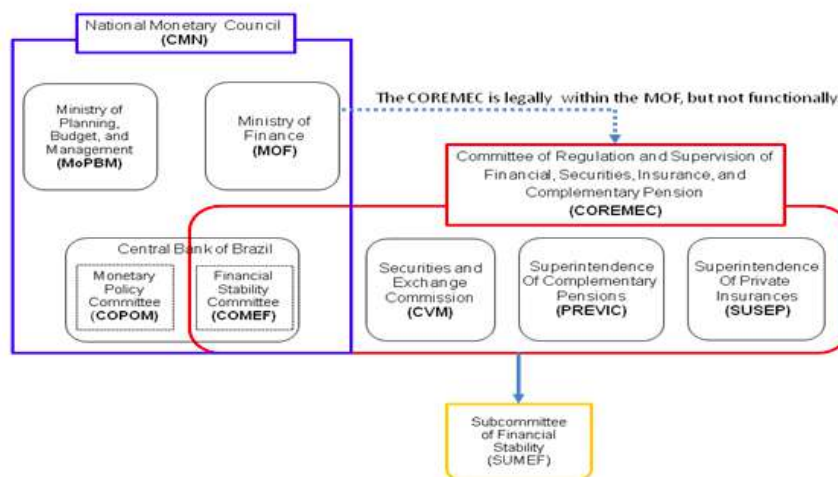 National Monetary Council
(CMN)
The COREMEC is legally within the MOF, but not functionally
Ministry of
Planning,
Budget, and
Management
(MoPBM)
Ministry of
Finance
(MOF)
Committee of Regulation and Supervision of
Financial, Securities, Insurance, and
Complementary Pension
(COREMEC)
Central Bank of Brazil
Monetary
Policy
Committee
(COPOM)
Financial
Stability
Committee
(COMEF)
Securities and
Exchange
Commission
(CVM)
Superintendence
Of Complementary
Pensions
(PREVIC)
Superintendence
Of Private
Insurances
(SUSEP)
Subcommittee
of Financial
Stability
(SUMEF)